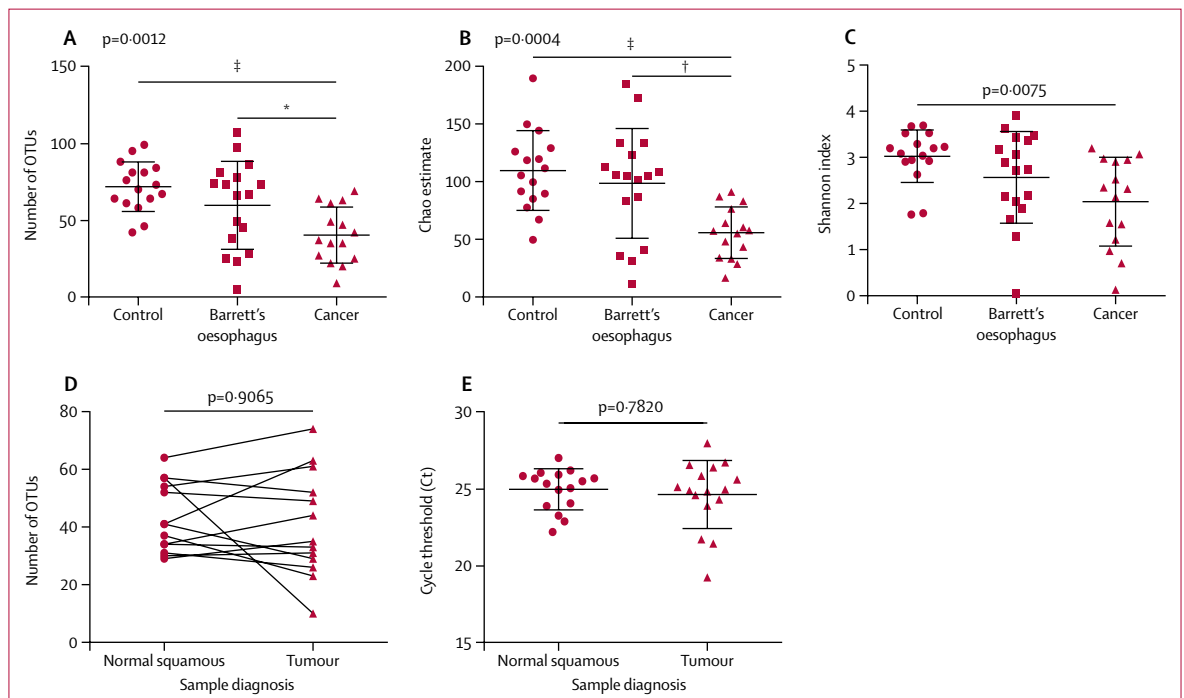 A
p=0·0012
‡
*
150
100
50
0
Number of OTUs
Control
Barrett's
oesophagus
Cancer
B
p=0·0004
‡
†
200
150
100
50
0
Chao estimate
Control
Barrett's
oesophagus
Cancer
C
p=0·0075
5
4
3
2
1
0
Shannon index
Control
Barrett's
oesophagus
Cancer
D
p=0·9065
80
60
40
20
0
Number of OTUs
Normal squamous
Tumour
Sample diagnosis
E
p=0·7820
30
25
20
15
Cycle threshold (Ct)
Normal squamous
Tumour
Sample diagnosis